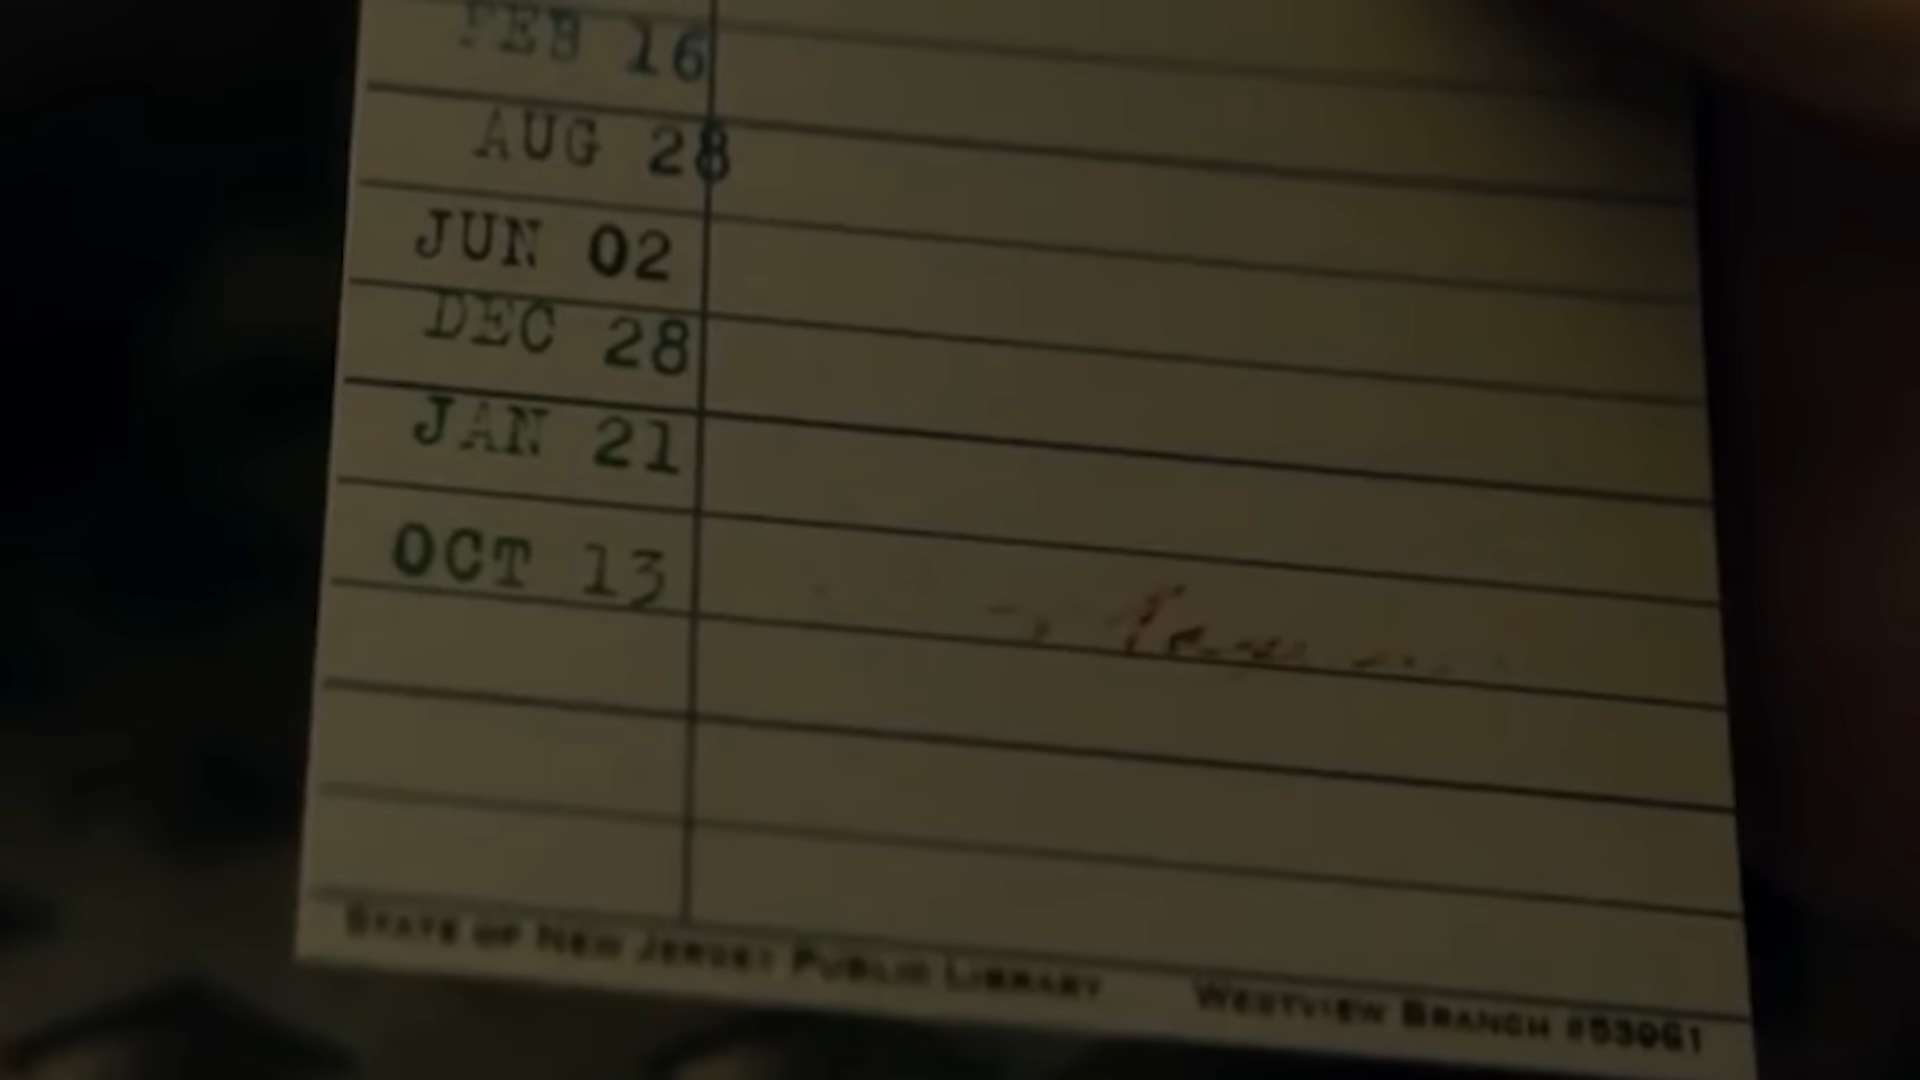 FEB 16
AUG 28
JUN 02
DEC 28
JAN 21
OCT 13
STATE OF NEW JERSEY PUBLIC LIBRARY WESTVIEW BRANCH #53961